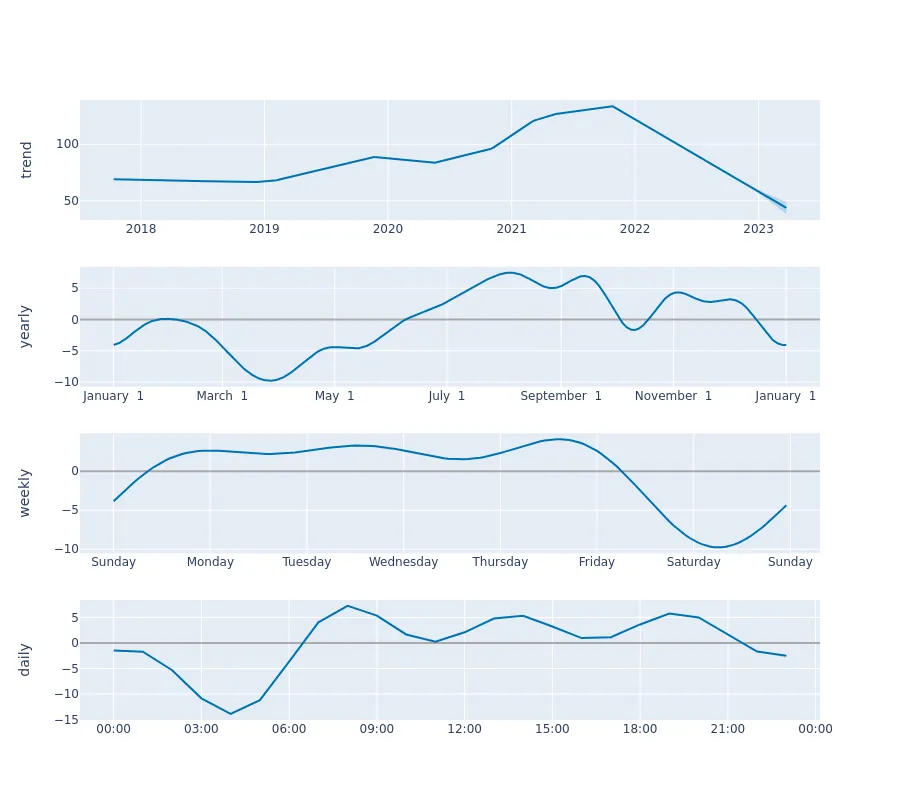 trend
100
50
2018 2019 2020 2021 2022 2023
yearly
5
0
−5
−10
January 1 March 1 May 1 July 1 September 1 November 1 January 1
weekly
0
−5
−10
Sunday Monday Tuesday Wednesday Thursday Friday Saturday Sunday
daily
5
0
−5
−10
−15
00:00 03:00 06:00 09:00 12:00 15:00 18:00 21:00 00:00